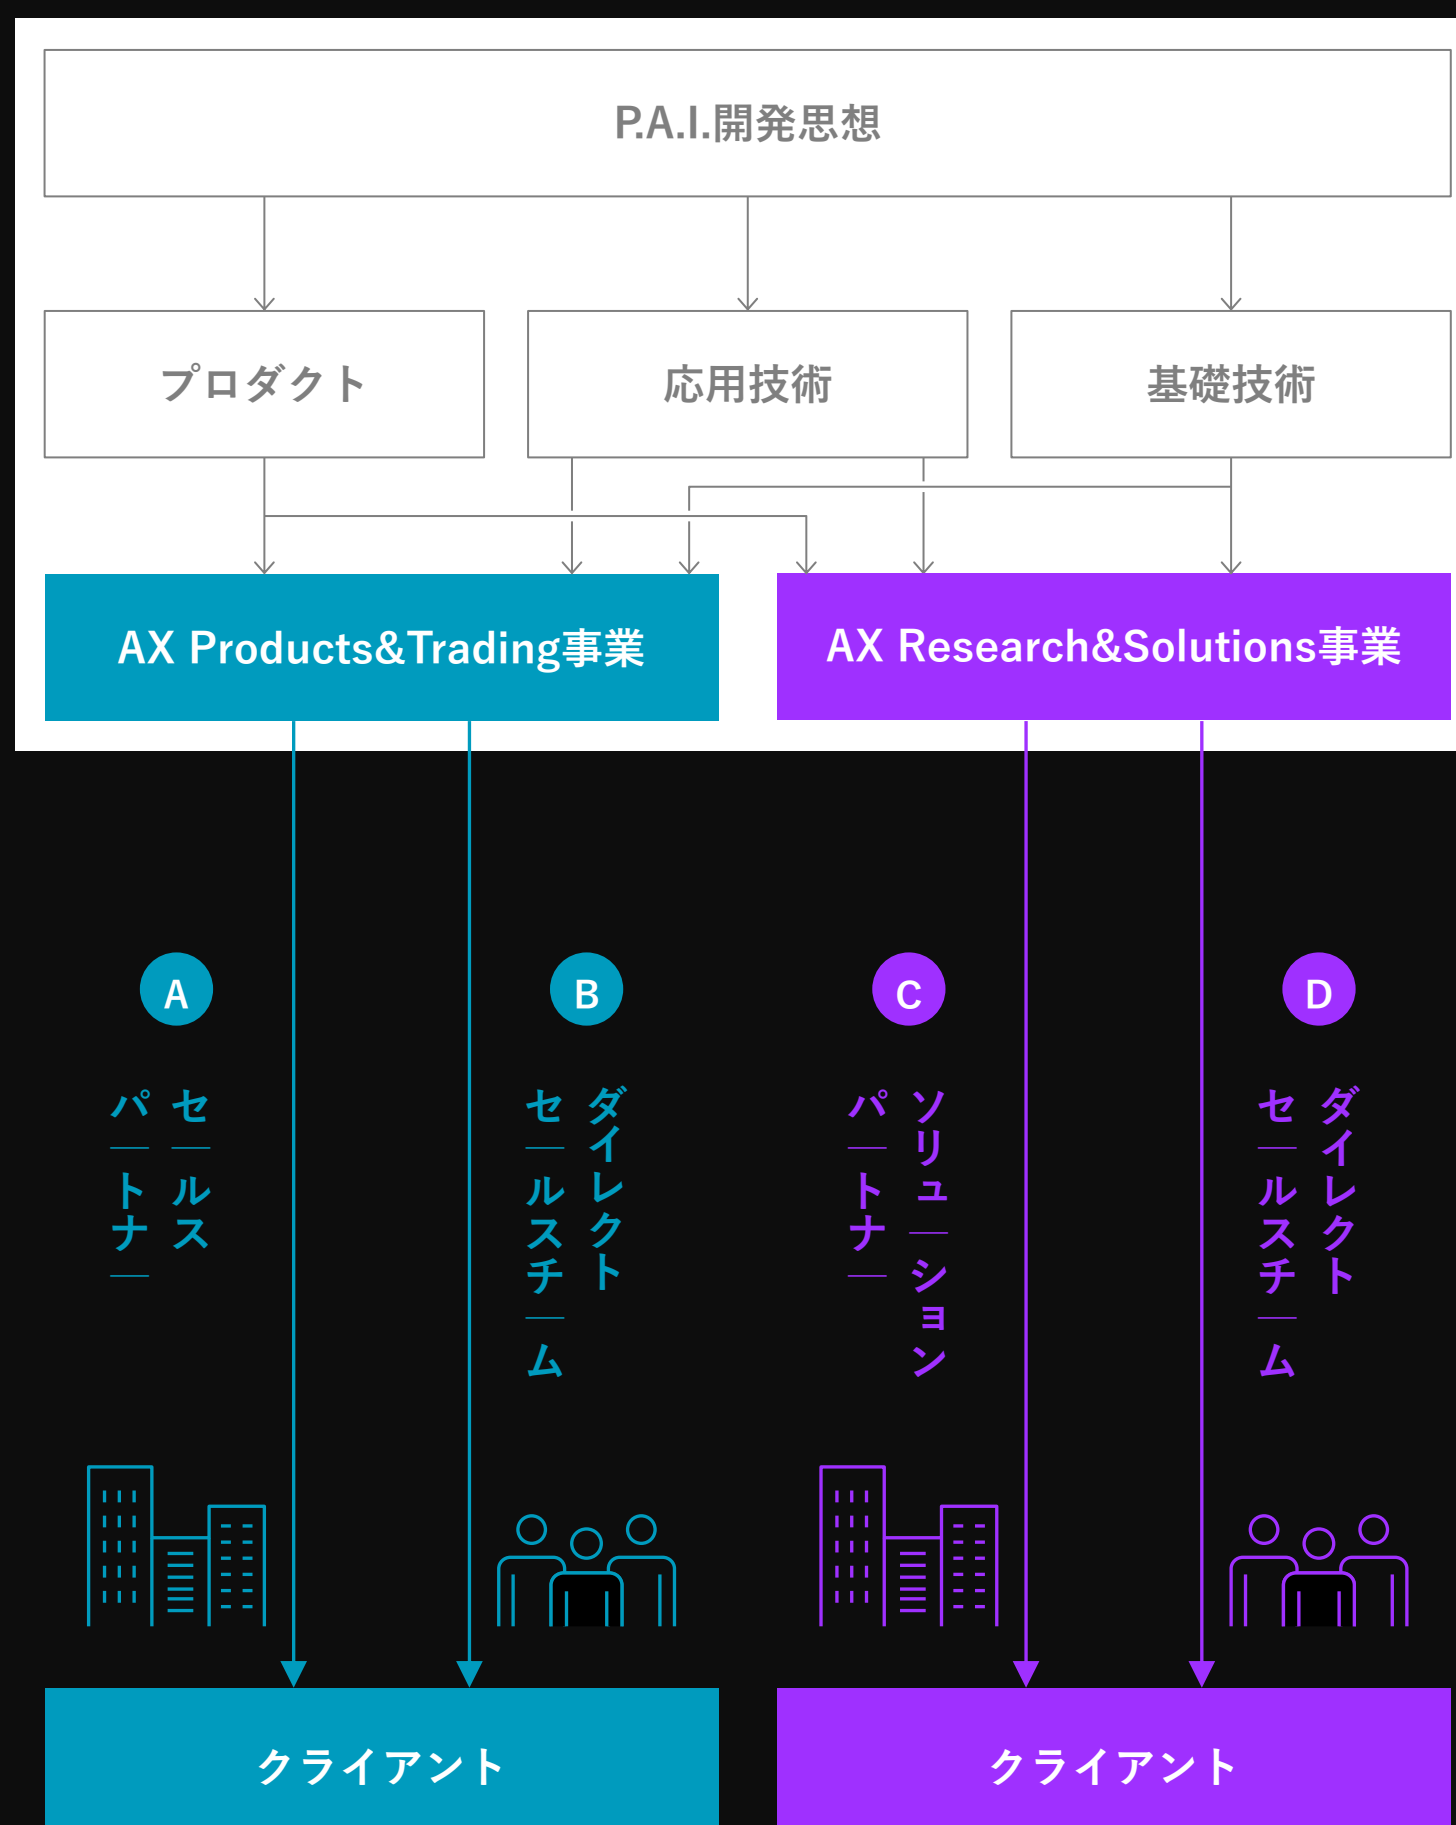 P.A.I.開発思想
プロダクト
応用技術
基礎技術
AX Products&Trading事業
AX Research&Solutions事業
A
セールス
パートナー
B
ダイレクト
セールスチーム
C
ソリューション
パートナー
D
ダイレクト
セールスチーム
クライアント
クライアント